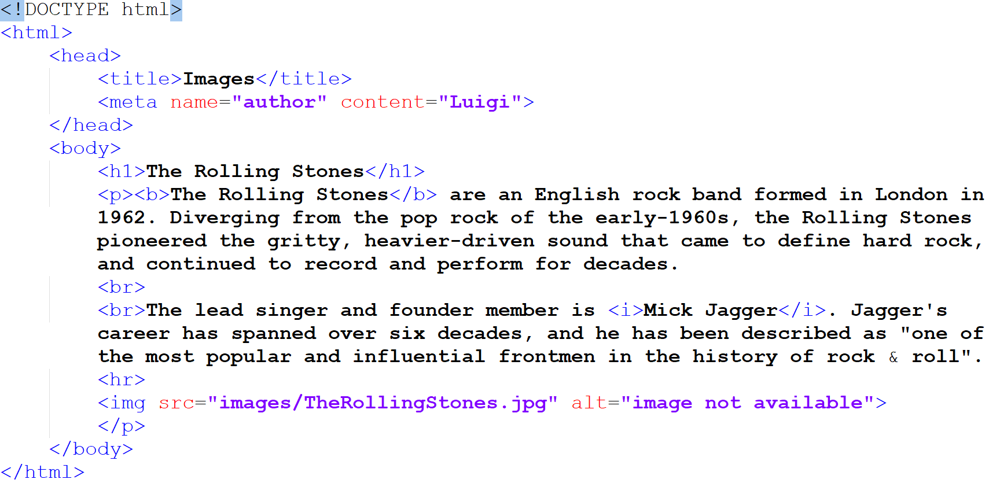 <!DOCTYPE html>
<html>
    <head>
        <title>Images</title>
        <meta name="author" content="Luigi">
    </head>
    <body>
        <h1>The Rolling Stones</h1>
        <p><b>The Rolling Stones</b> are an English rock band formed in London in
        1962. Diverging from the pop rock of the early-1960s, the Rolling Stones
        pioneered the gritty, heavier-driven sound that came to define hard rock,
        and continued to record and perform for decades.
        <br>
        <br>The lead singer and founder member is <i>Mick Jagger</i>. Jagger's
        career has spanned over six decades, and he has been described as "one of
        the most popular and influential frontmen in the history of rock & roll".
        <hr>
        <img src="images/TheRollingStones.jpg" alt="image not available">
        </p>
    </body>
</html>